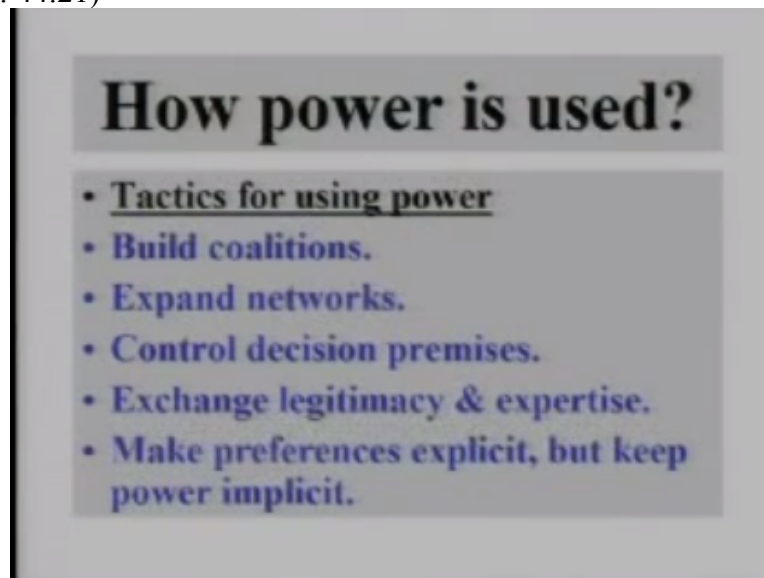 How power is used?
• Tactics for using power
• Build coalitions.
• Expand networks.
• Control decision premises.
• Exchange legitimacy & expertise.
• Make preferences explicit, but keep
power implicit.